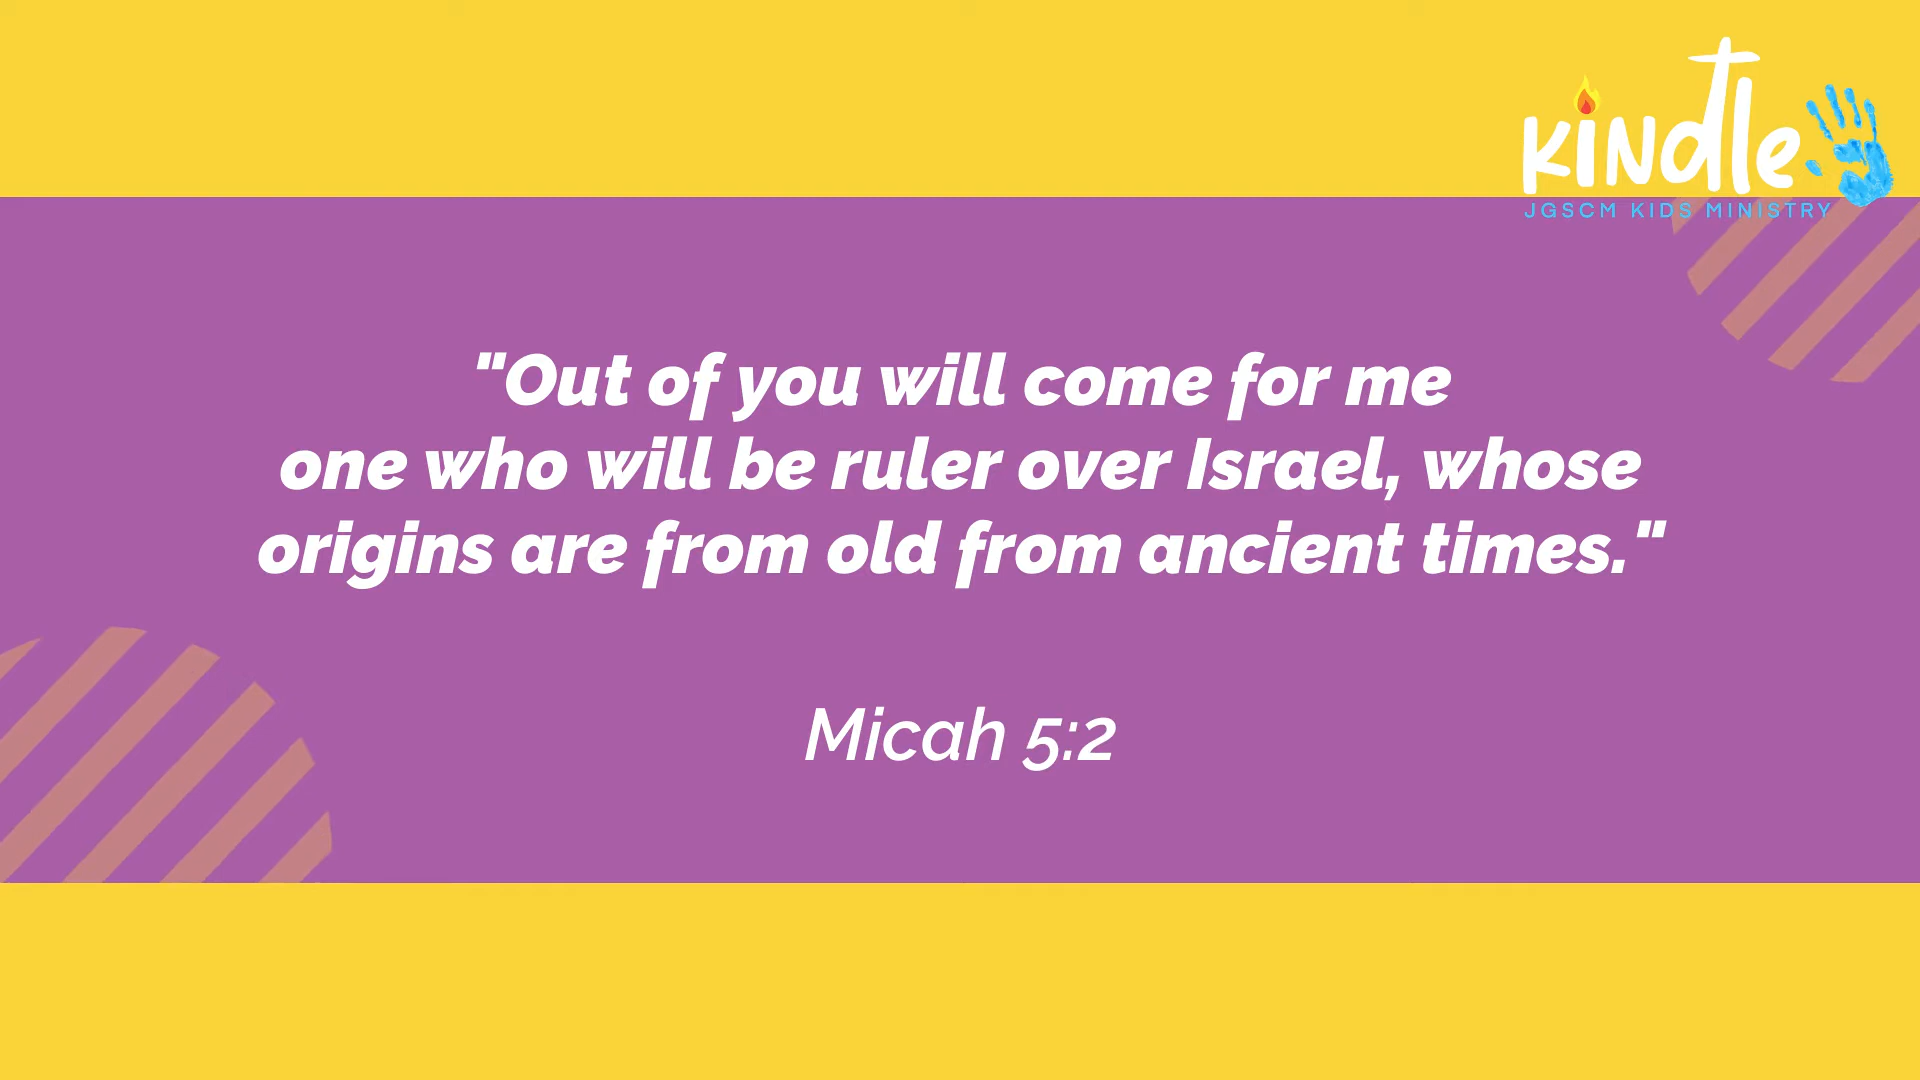 kindle
JGSCM KIDS MINISTRY
"Out of you will come for me
one who will be ruler over Israel, whose
origins are from old from ancient times."
Micah 5:2